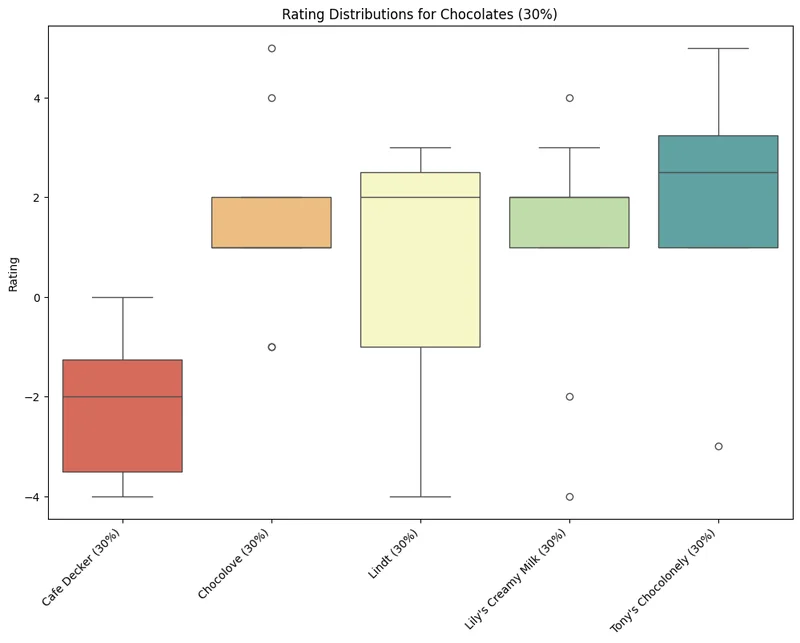 Rating Distributions for Chocolates (30%)
Rating
4
2
0
−2
−4
Cafe Decker (30%)
Chocolove (30%)
Lindt (30%)
Lily's Creamy Milk (30%)
Tony's Chocolonely (30%)